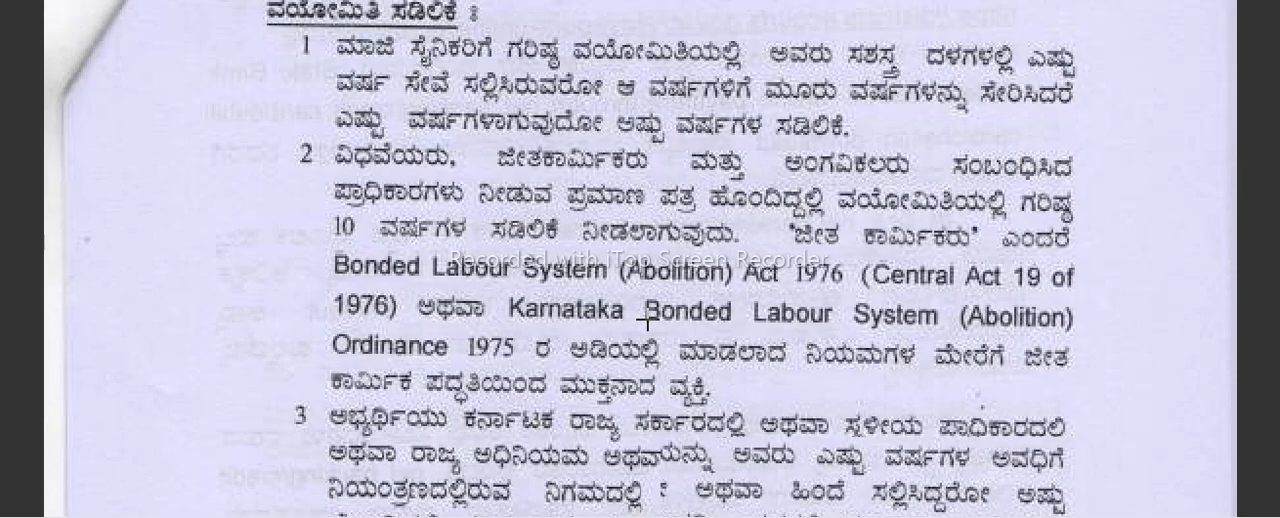 ವಯೋಮಿತಿ ಸಡಿಲಿಕೆ :
1 ಮಾಜಿ ಸೈನಿಕರಿಗೆ ಗರಿಷ್ಠ ವಯೋಮಿತಿಯಲ್ಲಿ ಅವರು ಸಶಸ್ತ್ರ ದಳಗಳಲ್ಲಿ ಎಷ್ಟು
ವರ್ಷ ಸೇವೆ ಸಲ್ಲಿಸಿರುವರೋ ಆ ವರ್ಷಗಳಿಗೆ ಮೂರು ವರ್ಷಗಳನ್ನು ಸೇರಿಸಿದರೆ
ಎಷ್ಟು ವರ್ಷಗಳಾಗುವುದೋ ಅಷ್ಟು ವರ್ಷಗಳ ಸಡಿಲಿಕೆ.
2 ವಿಧವೆಯರು, ಜೀತಕಾರ್ಮಿಕರು ಮತ್ತು ಅಂಗವಿಕಲರು ಸಂಬಂಧಿಸಿದ
ಪ್ರಾಧಿಕಾರಗಳು ನೀಡುವ ಪ್ರಮಾಣ ಪತ್ರ ಹೊಂದಿದ್ದಲ್ಲಿ ವಯೋಮಿತಿಯಲ್ಲಿ ಗರಿಷ್ಠ
10 ವರ್ಷಗಳ ಸಡಿಲಿಕೆ ನೀಡಲಾಗುವುದು. 'ಜೀತ ಕಾರ್ಮಿಕರು' ಎಂದರೆ
Recorded with iTop Screen Recorder
Bonded Labour System (Abolition) Act 1976 (Central Act 19 of
1976) ಅಥವಾ Karnataka Bonded Labour System (Abolition)
Ordinance 1975 ರ ಅಡಿಯಲ್ಲಿ ಮಾಡಲಾದ ನಿಯಮಗಳ ಮೇರೆಗೆ ಜೀತ
ಕಾರ್ಮಿಕ ಪದ್ಧತಿಯಿಂದ ಮುಕ್ತನಾದ ವ್ಯಕ್ತಿ.
3 ಅಭ್ಯರ್ಥಿಯು ಕರ್ನಾಟಕ ರಾಜ್ಯ ಸರ್ಕಾರದಲ್ಲಿ ಅಥವಾ ಸ್ಥಳೀಯ ಪ್ರಾಧಿಕಾರದಲ್ಲಿ
ಅಥವಾ ರಾಜ್ಯ ಅಧಿನಿಯಮ ಅವರು ಎಷ್ಟು ವರ್ಷಗಳ ಅವಧಿಗೆ
ನಿಯಂತ್ರಣದಲ್ಲಿರುವ ನಿಗಮದಲ್ಲಿ : ಅಥವಾ ಹಿಂದೆ ಸಲ್ಲಿಸಿದ್ದರೋ ಅಷ್ಟು